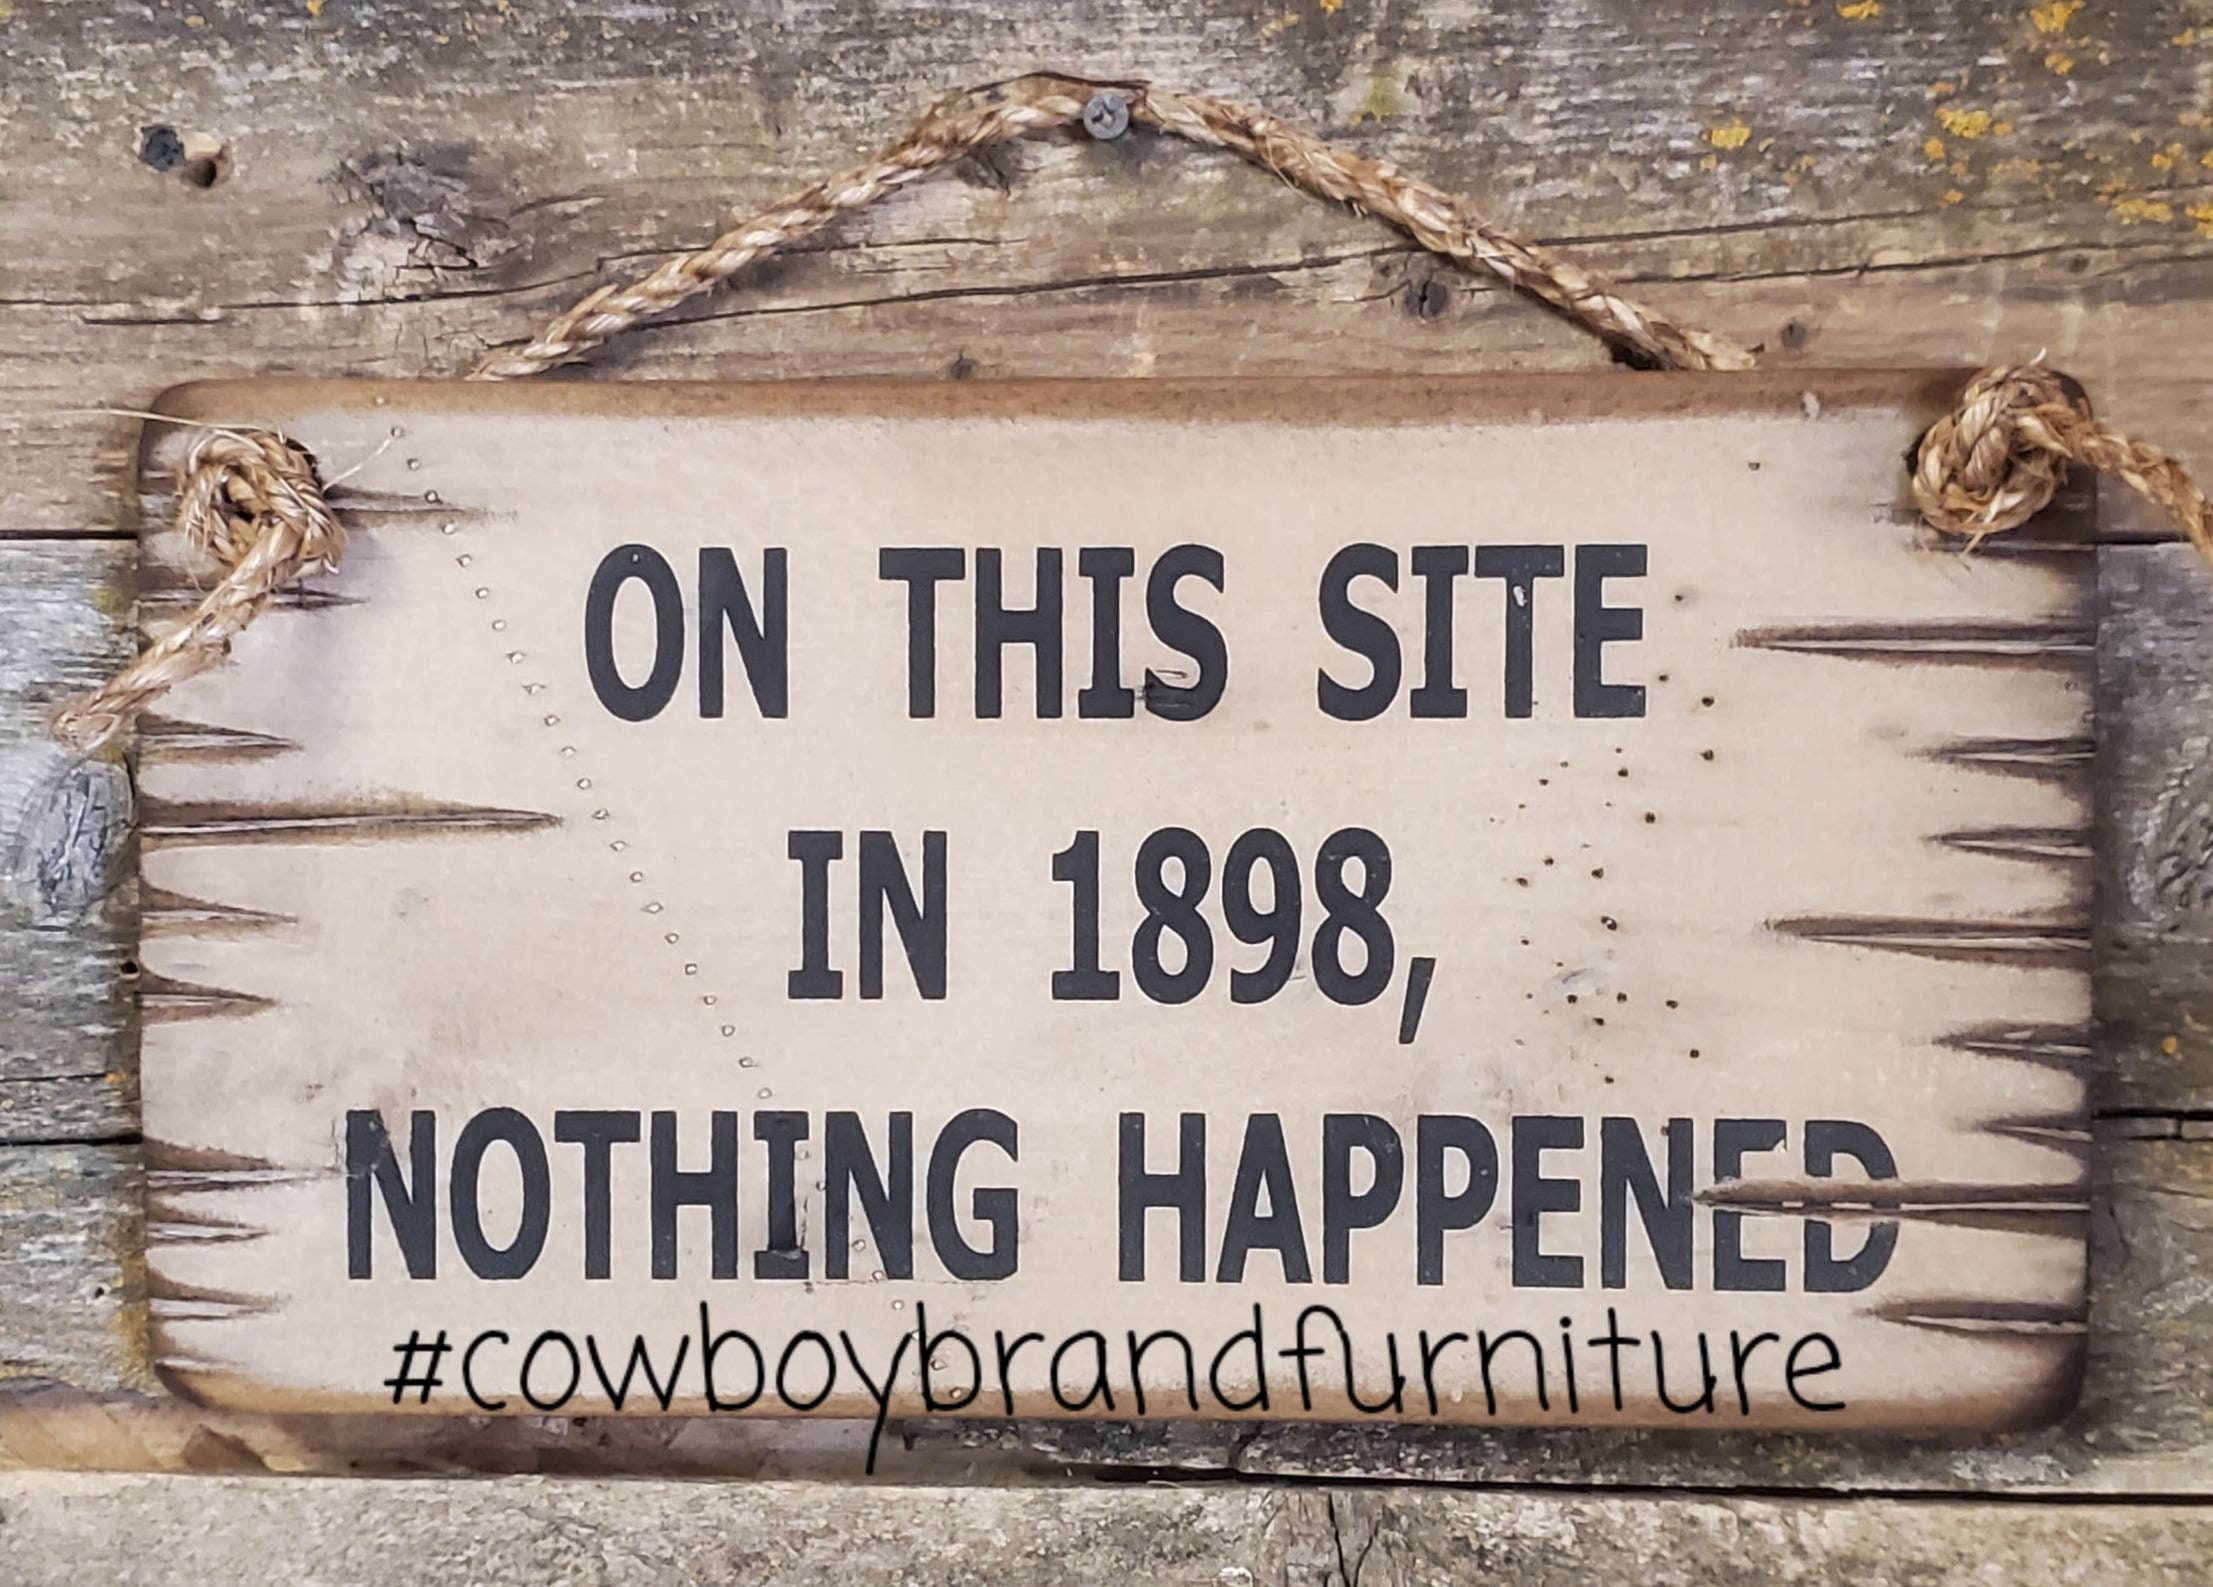 ON THIS SITE
IN 1898,
NOTHING HAPPENED
#cowboybrandfurniture